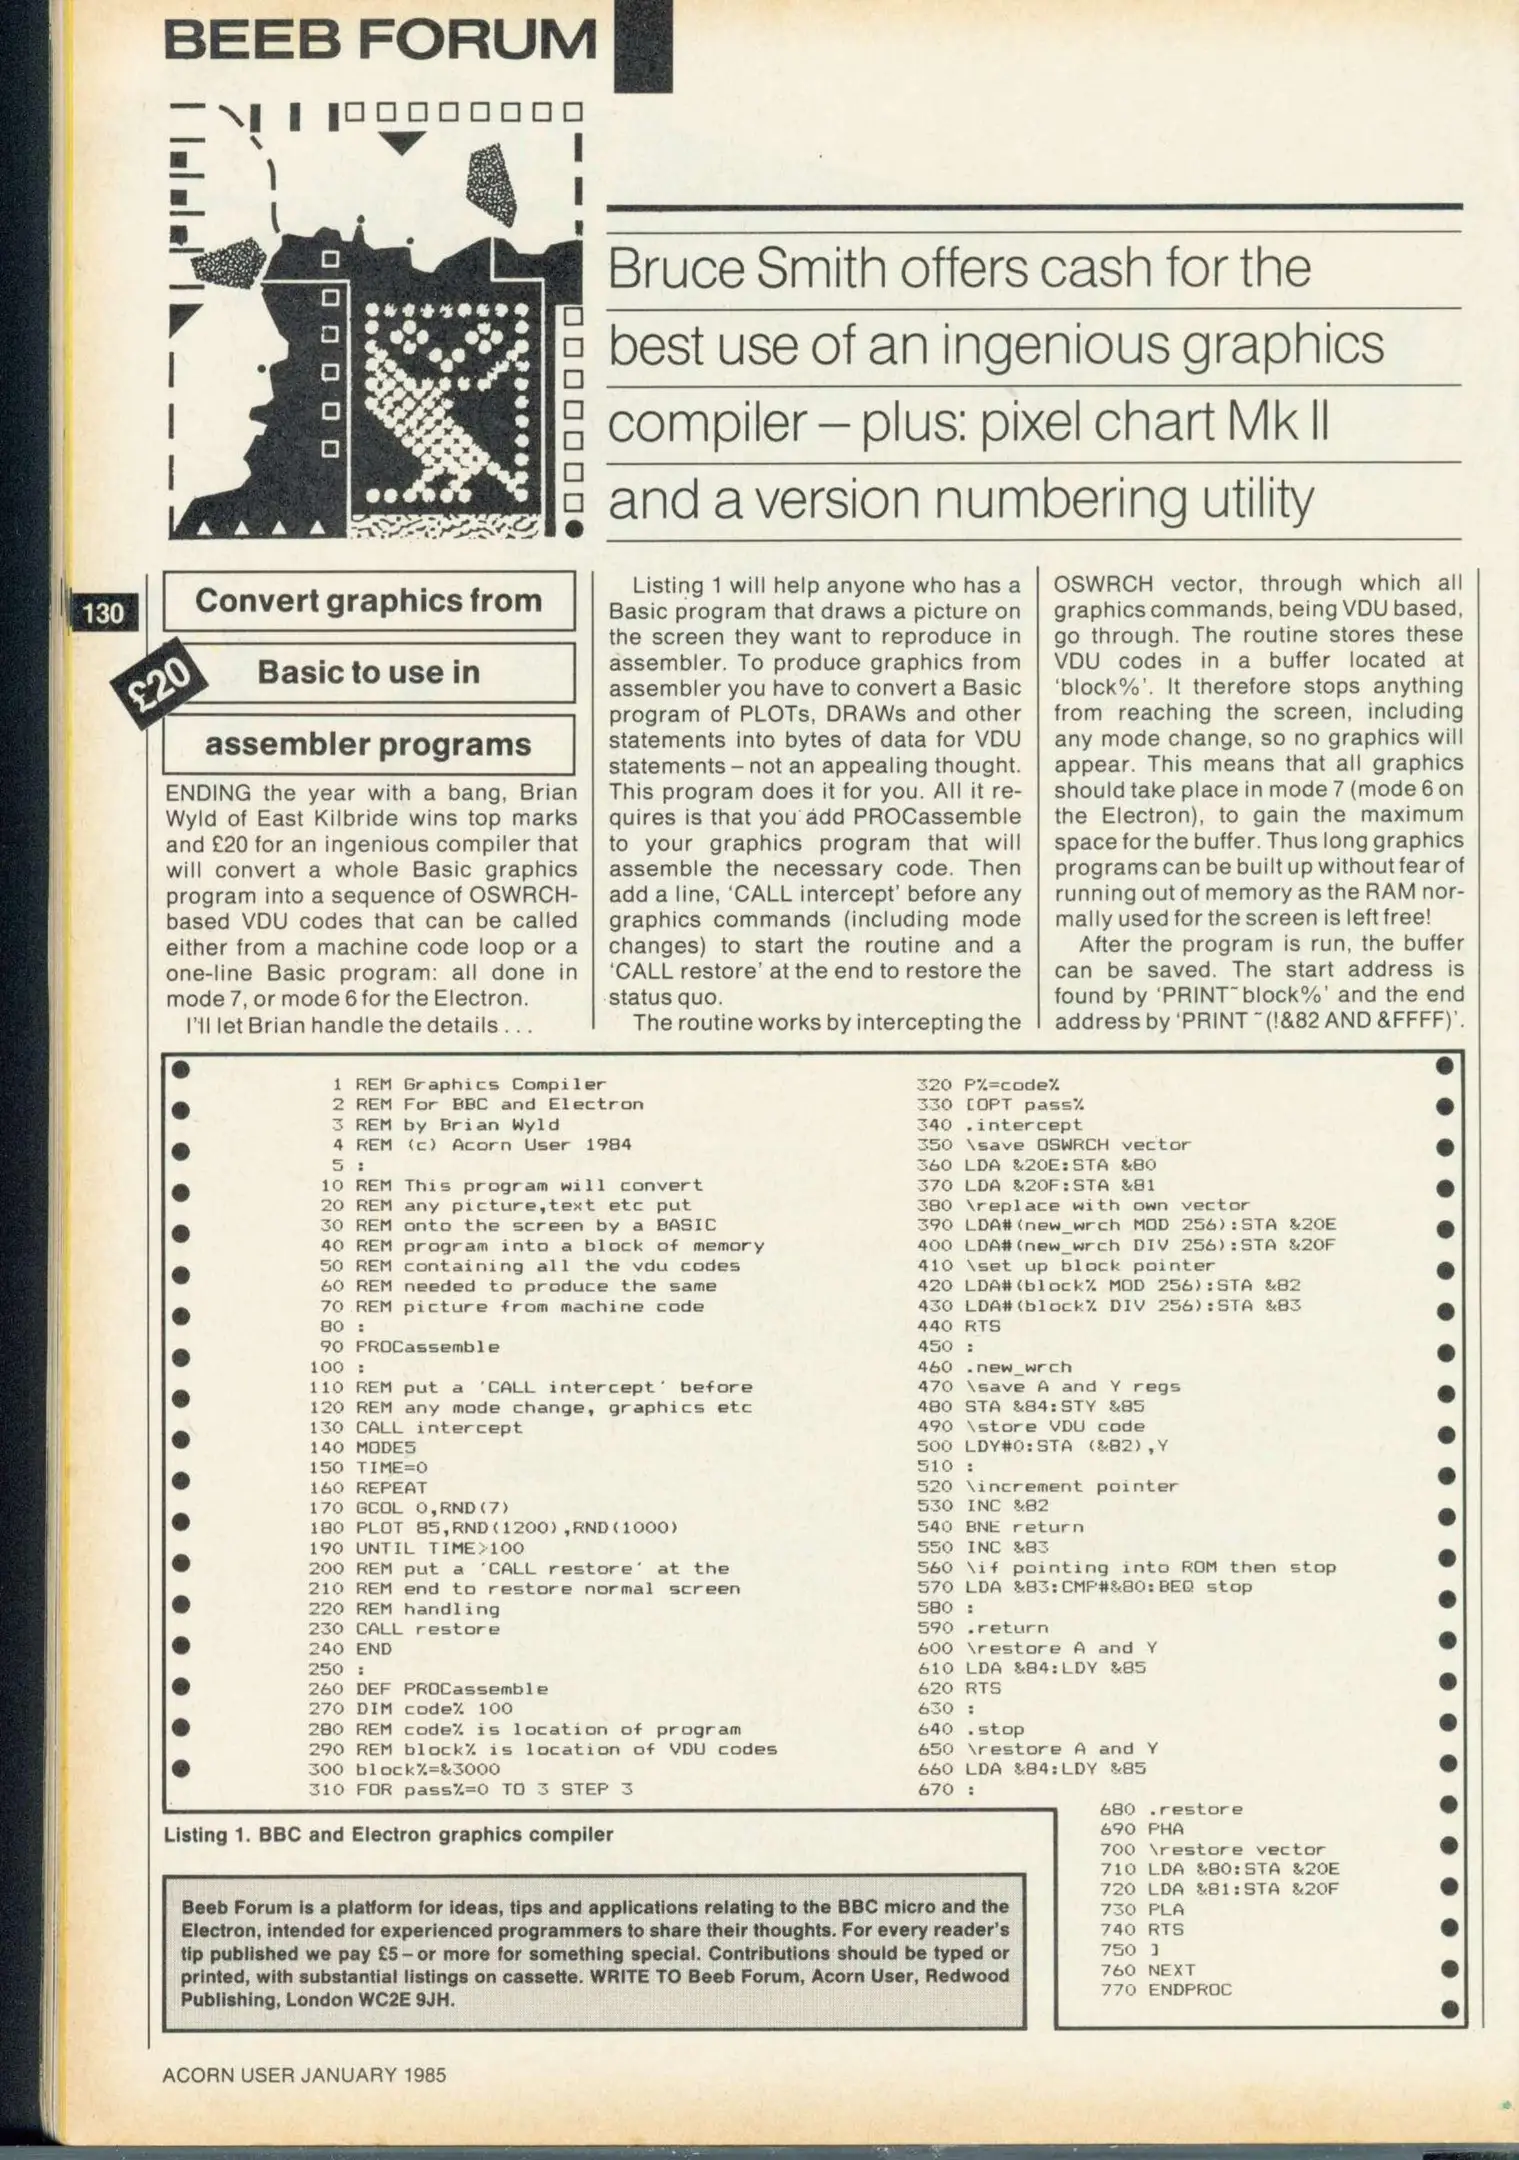 BEEB FORUM
Bruce Smith offers cash for the
best use of an ingenious graphics
compiler – plus: pixel chart Mk II
and a version numbering utility
130
£20
Convert graphics from
Basic to use in
assembler programs
ENDING the year with a bang, Brian
Wyld of East Kilbride wins top marks
and £20 for an ingenious compiler that
will convert a whole Basic graphics
program into a sequence of OSWRCH-
based VDU codes that can be called
either from a machine code loop or a
one-line Basic program: all done in
mode 7, or mode 6 for the Electron.
I'll let Brian handle the details . . .
Listing 1 will help anyone who has a
Basic program that draws a picture on
the screen they want to reproduce in
assembler. To produce graphics from
assembler you have to convert a Basic
program of PLOTs, DRAWs and other
statements into bytes of data for VDU
statements – not an appealing thought.
This program does it for you. All it re-
quires is that you add PROCassemble
to your graphics program that will
assemble the necessary code. Then
add a line, 'CALL intercept' before any
graphics commands (including mode
changes) to start the routine and a
'CALL restore' at the end to restore the
status quo.
The routine works by intercepting the
OSWRCH vector, through which all
graphics commands, being VDU based,
go through. The routine stores these
VDU codes in a buffer located at
'block%'. It therefore stops anything
from reaching the screen, including
any mode change, so no graphics will
appear. This means that all graphics
should take place in mode 7 (mode 6 on
the Electron), to gain the maximum
space for the buffer. Thus long graphics
programs can be built up without fear of
running out of memory as the RAM nor-
mally used for the screen is left free!
After the program is run, the buffer
can be saved. The start address is
found by 'PRINT~block%' and the end
address by 'PRINT ~(!&82 AND &FFFF)'.
1 REM Graphics Compiler
2 REM For BBC and Electron
3 REM by Brian Wyld
4 REM (c) Acorn User 1984
5 :
10 REM This program will convert
20 REM any picture,text etc put
30 REM onto the screen by a BASIC
40 REM program into a block of memory
50 REM containing all the vdu codes
60 REM needed to produce the same
70 REM picture from machine code
80 :
90 PROCassemble
100 :
110 REM put a 'CALL intercept' before
120 REM any mode change, graphics etc
130 CALL intercept
140 MODE5
150 TIME=0
160 REPEAT
170 GCOL 0,RND(7)
180 PLOT 85,RND(1200),RND(1000)
190 UNTIL TIME>100
200 REM put a 'CALL restore' at the
210 REM end to restore normal screen
220 REM handling
230 CALL restore
240 END
250 :
260 DEF PROCassemble
270 DIM code% 100
280 REM code% is location of program
290 REM block% is location of VDU codes
300 block%=&3000
310 FOR pass%=0 TO 3 STEP 3
320 P%=code%
330 [OPT pass%
340 .intercept
350 \save OSWRCH vector
360 LDA &20E:STA &80
370 LDA &20F:STA &81
380 \replace with own vector
390 LDA#(new_wrch MOD 256):STA &20E
400 LDA#(new_wrch DIV 256):STA &20F
410 \set up block pointer
420 LDA#(block% MOD 256):STA &82
430 LDA#(block% DIV 256):STA &83
440 RTS
450 :
460 .new_wrch
470 \save A and Y regs
480 STA &84:STY &85
490 \store VDU code
500 LDY#0:STA (&82),Y
510 :
520 \increment pointer
530 INC &82
540 BNE return
550 INC &83
560 \if pointing into ROM then stop
570 LDA &83:CMP#&80:BEQ stop
580 :
590 .return
600 \restore A and Y
610 LDA &84:LDY &85
620 RTS
630 :
640 .stop
650 \restore A and Y
660 LDA &84:LDY &85
670 :
680 .restore
690 PHA
700 \restore vector
710 LDA &80:STA &20E
720 LDA &81:STA &20F
730 PLA
740 RTS
750 ]
760 NEXT
770 ENDPROC
Listing 1. BBC and Electron graphics compiler
Beeb Forum is a platform for ideas, tips and applications relating to the BBC micro and the
Electron, intended for experienced programmers to share their thoughts. For every reader's
tip published we pay £5 – or more for something special. Contributions should be typed or
printed, with substantial listings on cassette. WRITE TO Beeb Forum, Acorn User, Redwood
Publishing, London WC2E 9JH.
ACORN USER JANUARY 1985